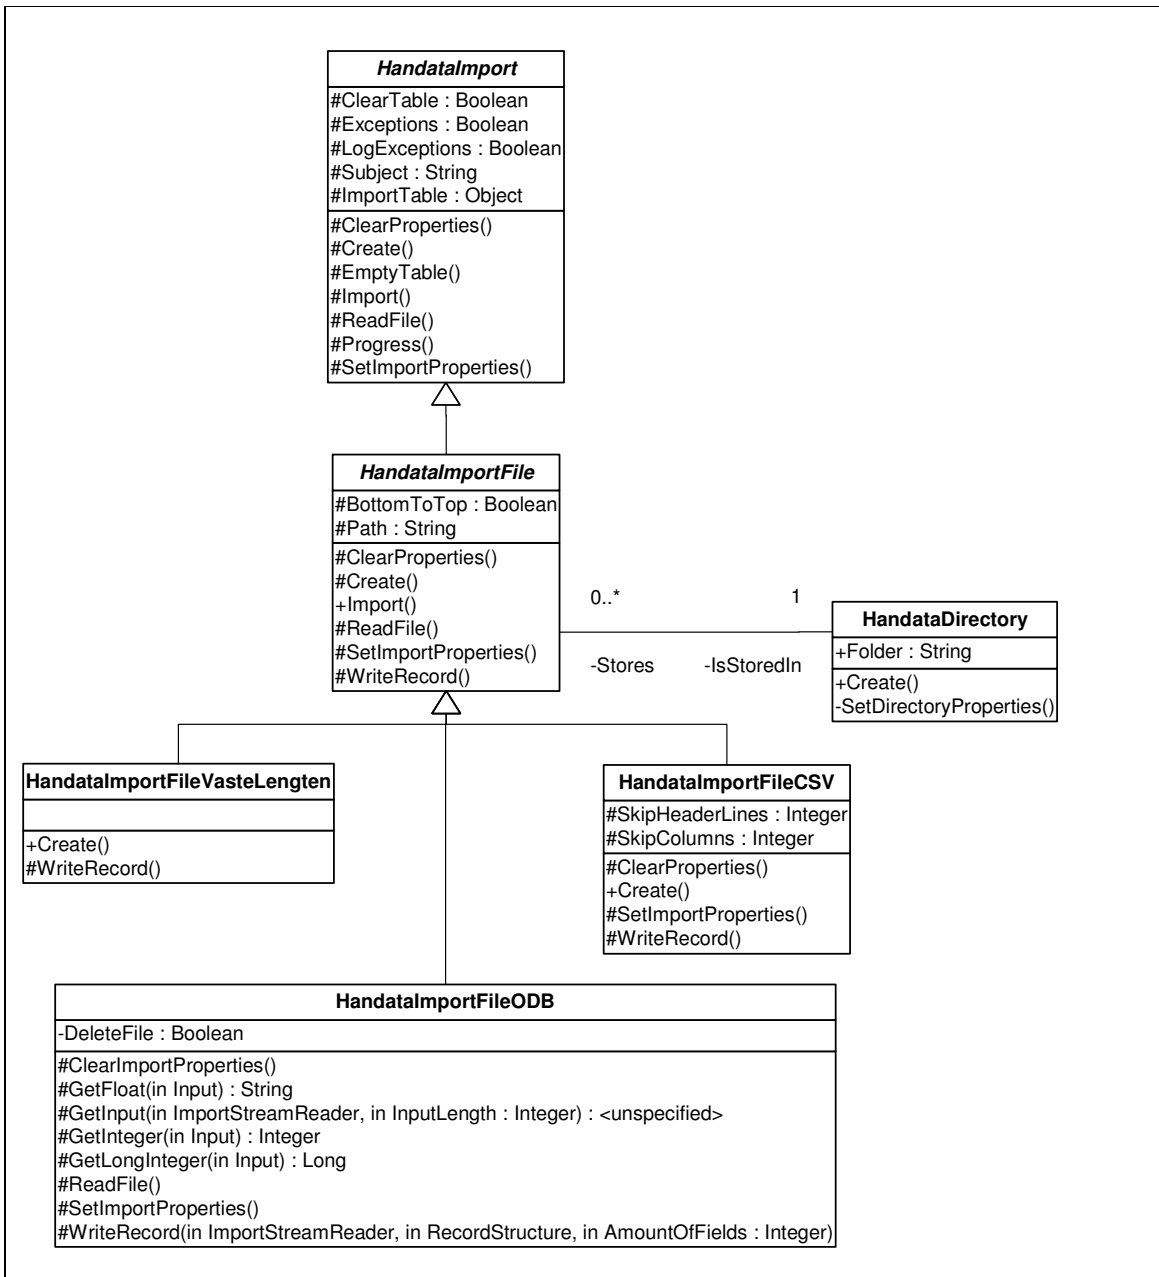 HandataImport
#ClearTable : Boolean
#Exceptions : Boolean
#LogExceptions : Boolean
#Subject : String
#ImportTable : Object
#ClearProperties()
#Create()
#EmptyTable()
#Import()
#ReadFile()
#Progress()
#SetImportProperties()
HandataImportFile
#BottomToTop : Boolean
#Path : String
#ClearProperties()
#Create()
+Import()
#ReadFile()
#SetImportProperties()
#WriteRecord()
0..*
1
-Stores
-IsStoredIn
HandataDirectory
+Folder : String
+Create()
-SetDirectoryProperties()
HandataImportFileVasteLengten
+Create()
#WriteRecord()
HandataImportFileCSV
#SkipHeaderLines : Integer
#SkipColumns : Integer
#ClearProperties()
+Create()
#SetImportProperties()
#WriteRecord()
HandataImportFileODB
-DeleteFile : Boolean
#ClearImportProperties()
#GetFloat(in Input) : String
#GetInput(in ImportStreamReader, in InputLength : Integer) : <unspecified>
#GetInteger(in Input) : Integer
#GetLongInteger(in Input) : Long
#ReadFile()
#SetImportProperties()
#WriteRecord(in ImportStreamReader, in RecordStructure, in AmountOfFields : Integer)